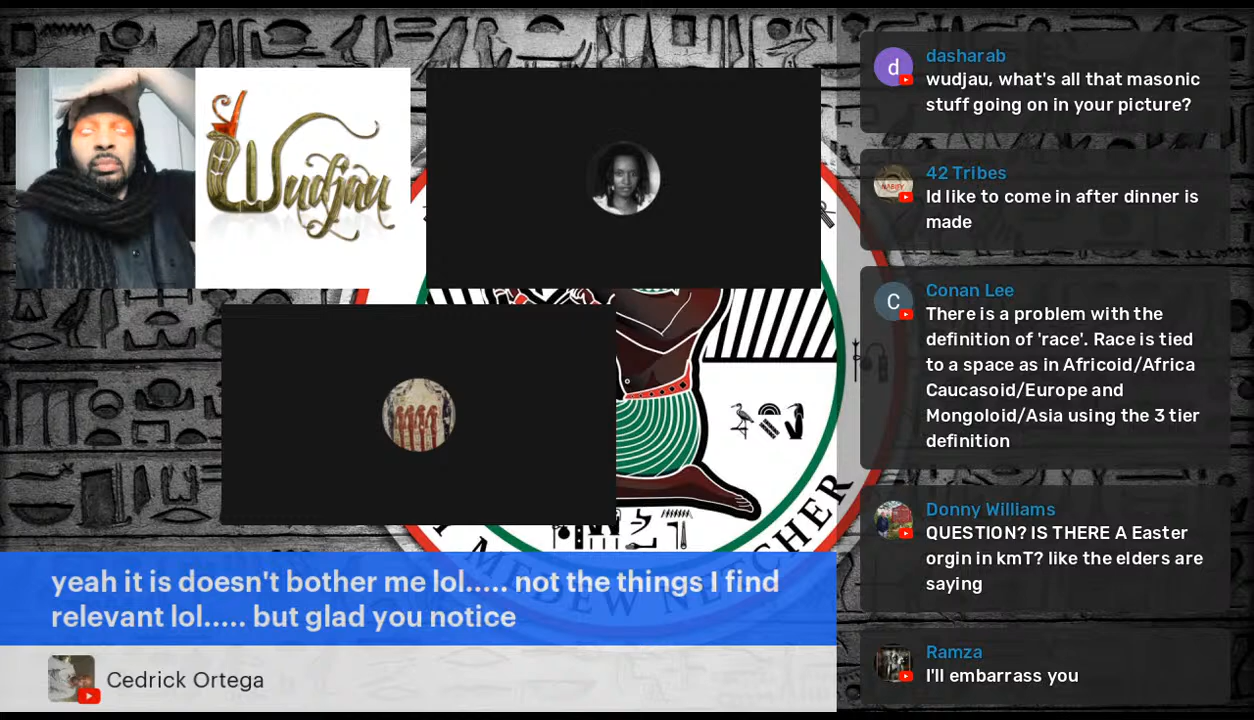 Wudjau
MEDEW NETCHER
yeah it is doesn't bother me lol..... not the things I find
relevant lol..... but glad you notice
Cedrick Ortega
d
dasharab
wudjau, what's all that masonic
stuff going on in your picture?
42 Tribes
Id like to come in after dinner is
made
C
Conan Lee
There is a problem with the
definition of 'race'. Race is tied
to a space as in Africoid/Africa
Caucasoid/Europe and
Mongoloid/Asia using the 3 tier
definition
Donny Williams
QUESTION? IS THERE A Easter
orgin in kmT? like the elders are
saying
Ramza
I'll embarrass you